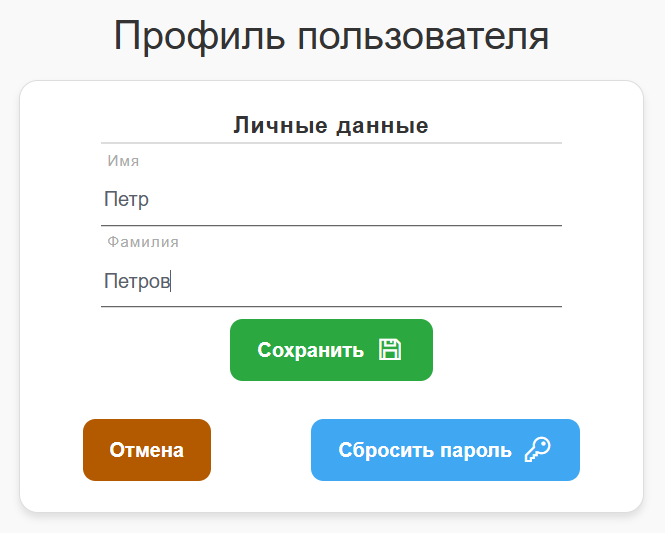 Профиль пользователя
Личные данные
Имя
Петр
Фамилия
Петров
Сохранить
Отмена
Сбросить пароль